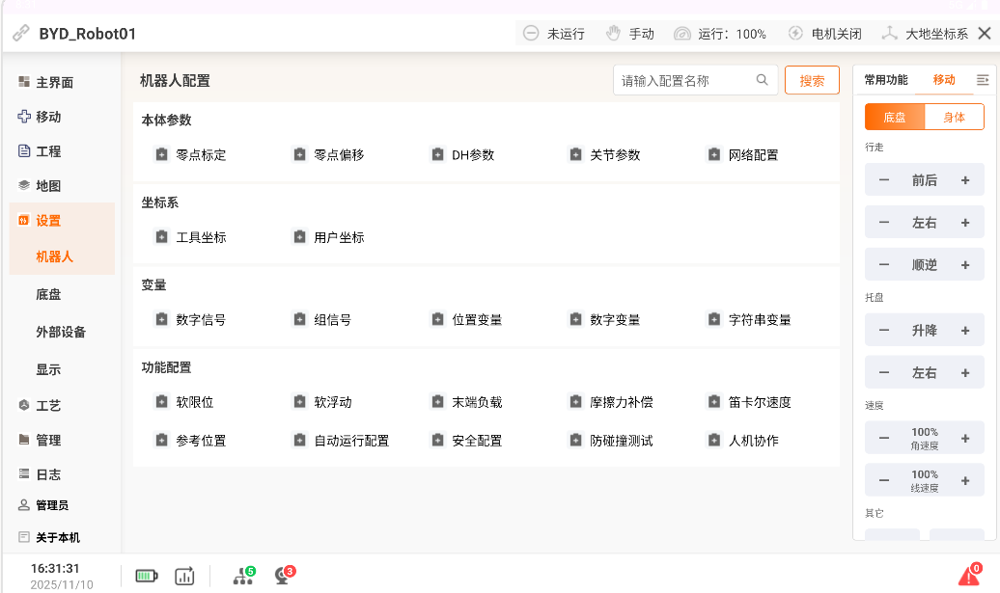 BYD_Robot01
未运行 手动 运行：100% 电机关闭 大地坐标系
主界面
移动
工程
地图
设置
机器人
底盘
外部设备
显示
工艺
管理
日志
管理员
关于本机
机器人配置
请输入配置名称
搜索
本体参数
零点标定 零点偏移 DH参数 关节参数 网络配置
坐标系
工具坐标 用户坐标
变量
数字信号 组信号 位置变量 数字变量 字符串变量
功能配置
软限位 软浮动 末端负载 摩擦力补偿 笛卡尔速度
参考位置 自动运行配置 安全配置 防碰撞测试 人机协作
常用功能 移动
底盘 身体
行走
− 前后 +
− 左右 +
− 顺逆 +
托盘
− 升降 +
− 左右 +
速度
− 100% +
角速度
− 100% +
线速度
其它
16:31:31
2025/11/10
5
3
0